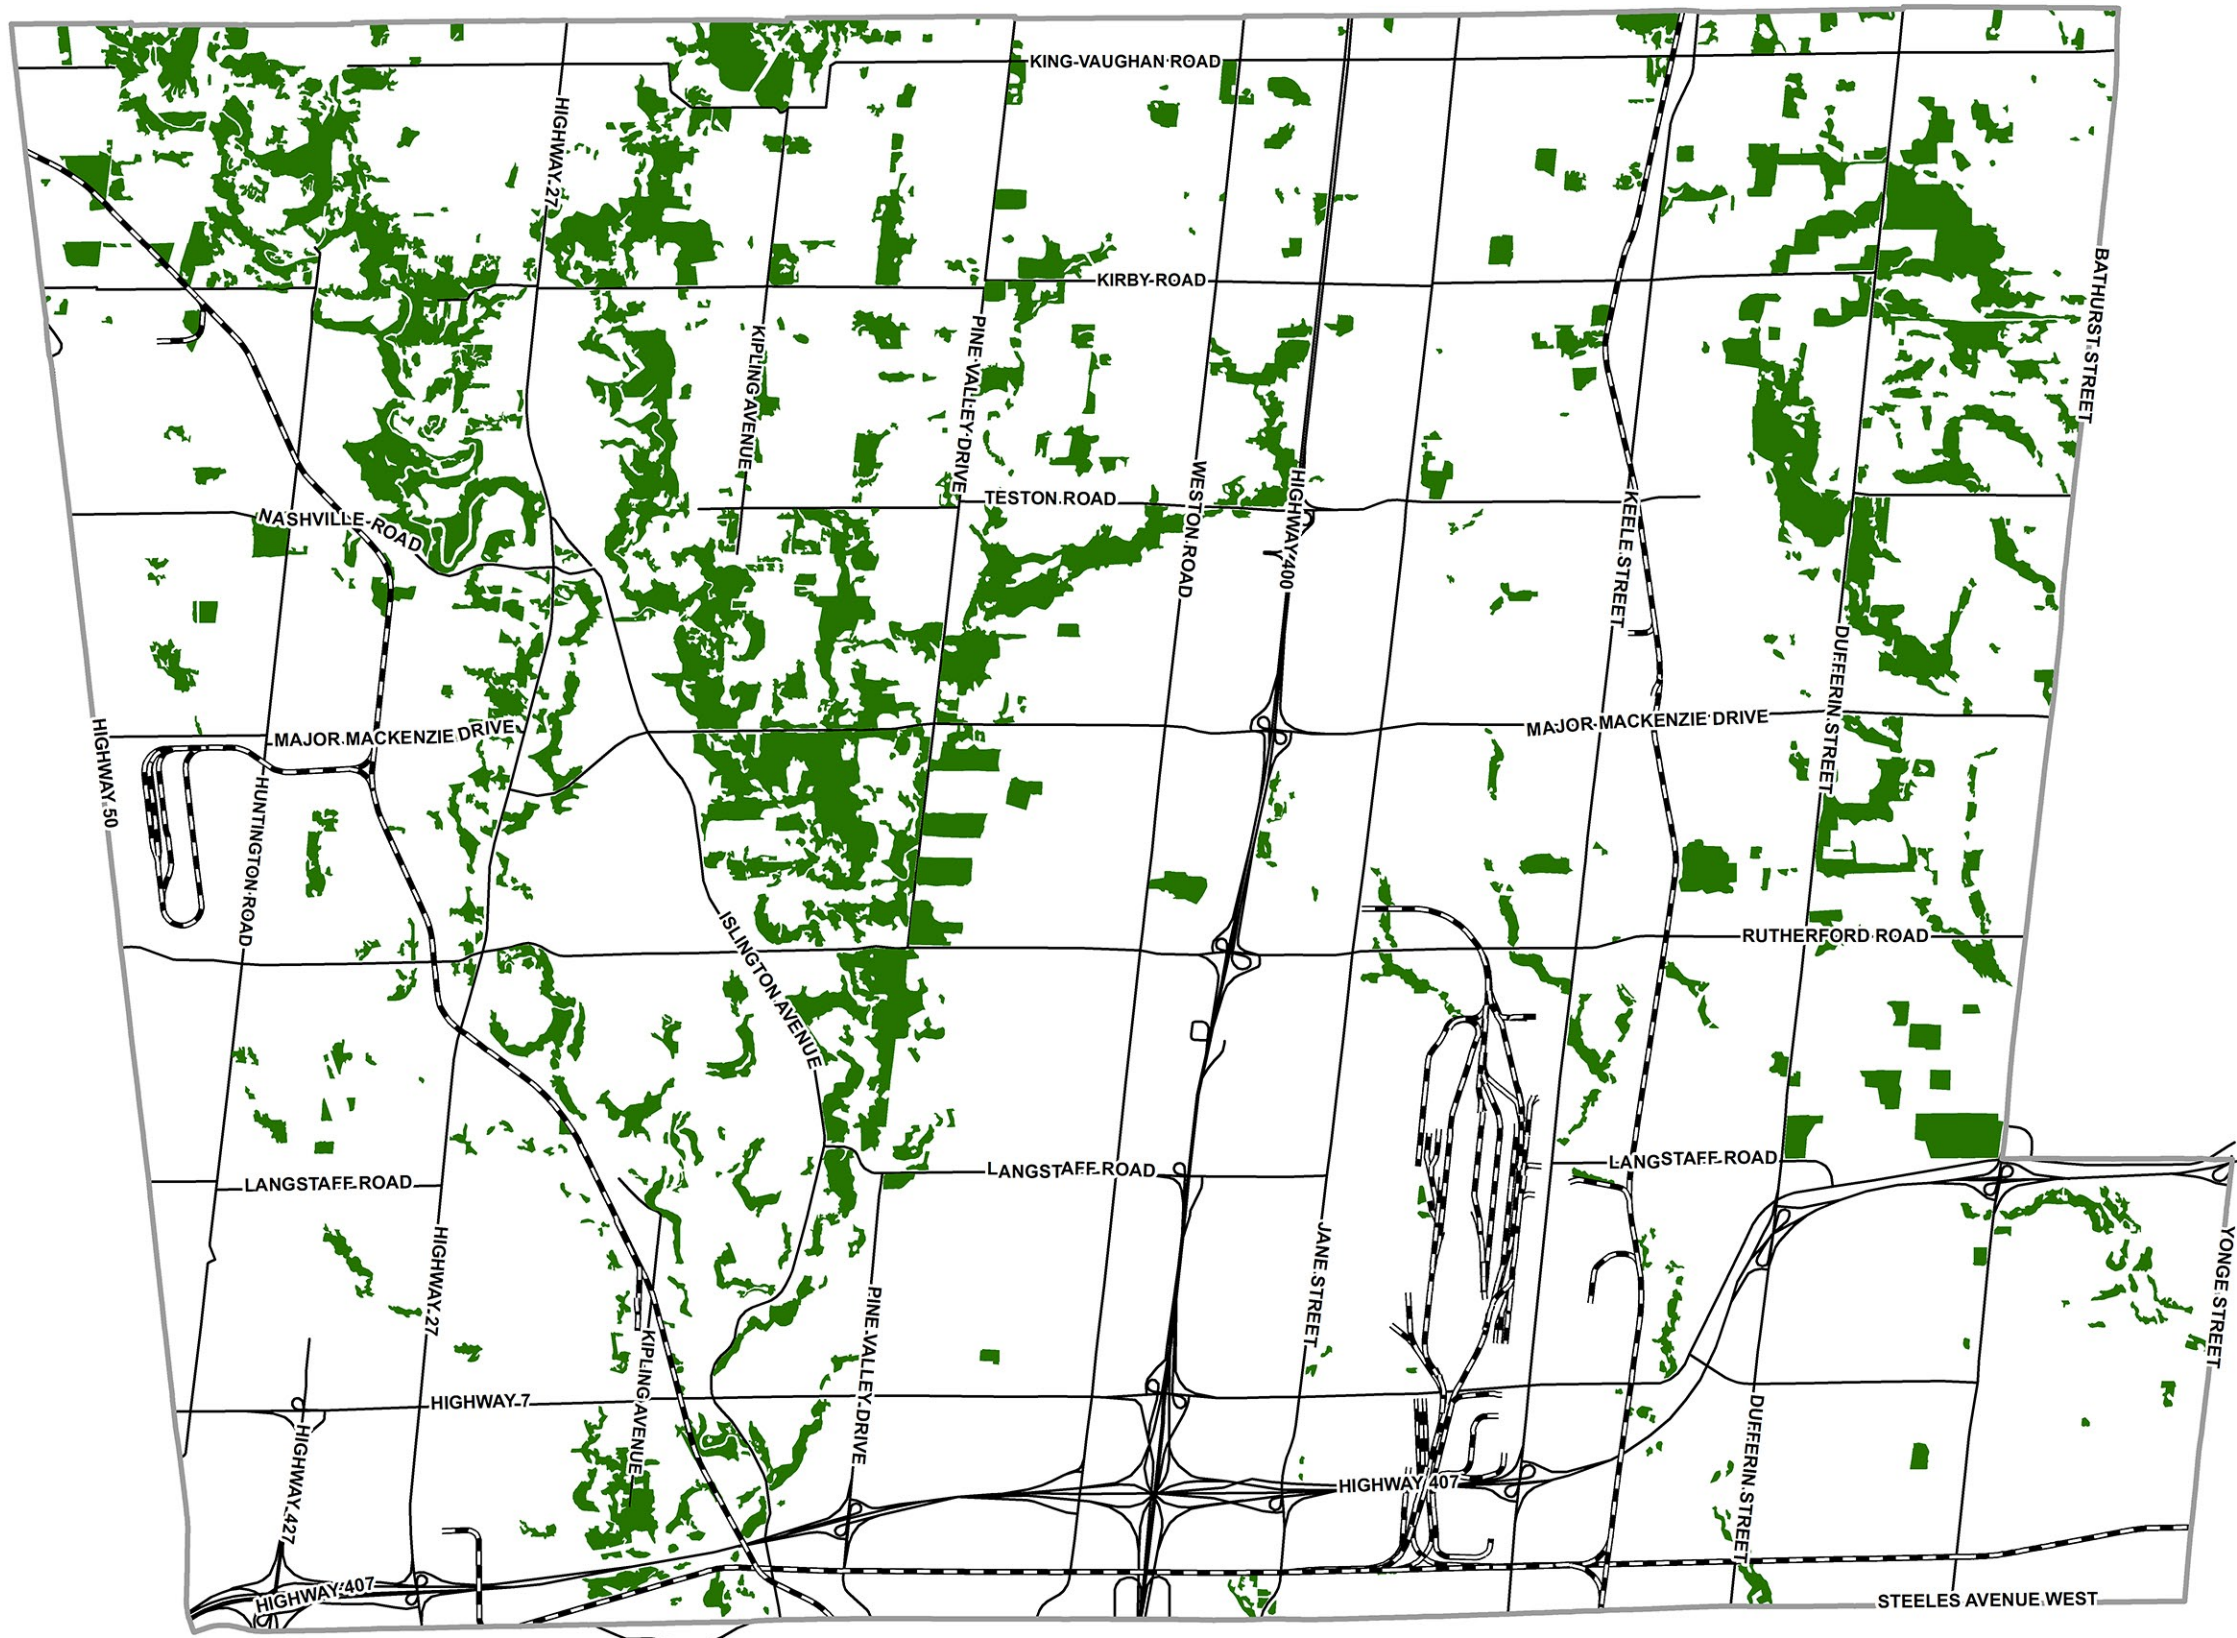 KING-VAUGHAN ROAD
HIGHWAY 27
KIRBY ROAD
BATHURST STREET
PINE VALLEY DRIVE
KIPLING AVENUE
WESTON ROAD
HIGHWAY 400
TESTON ROAD
KEELE STREET
NASHVILLE ROAD
DUFFERIN STREET
HIGHWAY 50
MAJOR MACKENZIE DRIVE
MAJOR MACKENZIE DRIVE
HUNTINGTON ROAD
ISLINGTON AVENUE
RUTHERFORD ROAD
LANGSTAFF ROAD
LANGSTAFF ROAD
LANGSTAFF ROAD
HIGHWAY 27
JANE STREET
YONGE STREET
PINE VALLEY DRIVE
KIPLING AVENUE
HIGHWAY 7
DUFFERIN STREET
HIGHWAY 427
HIGHWAY 407
HIGHWAY 407
STEELES AVENUE WEST